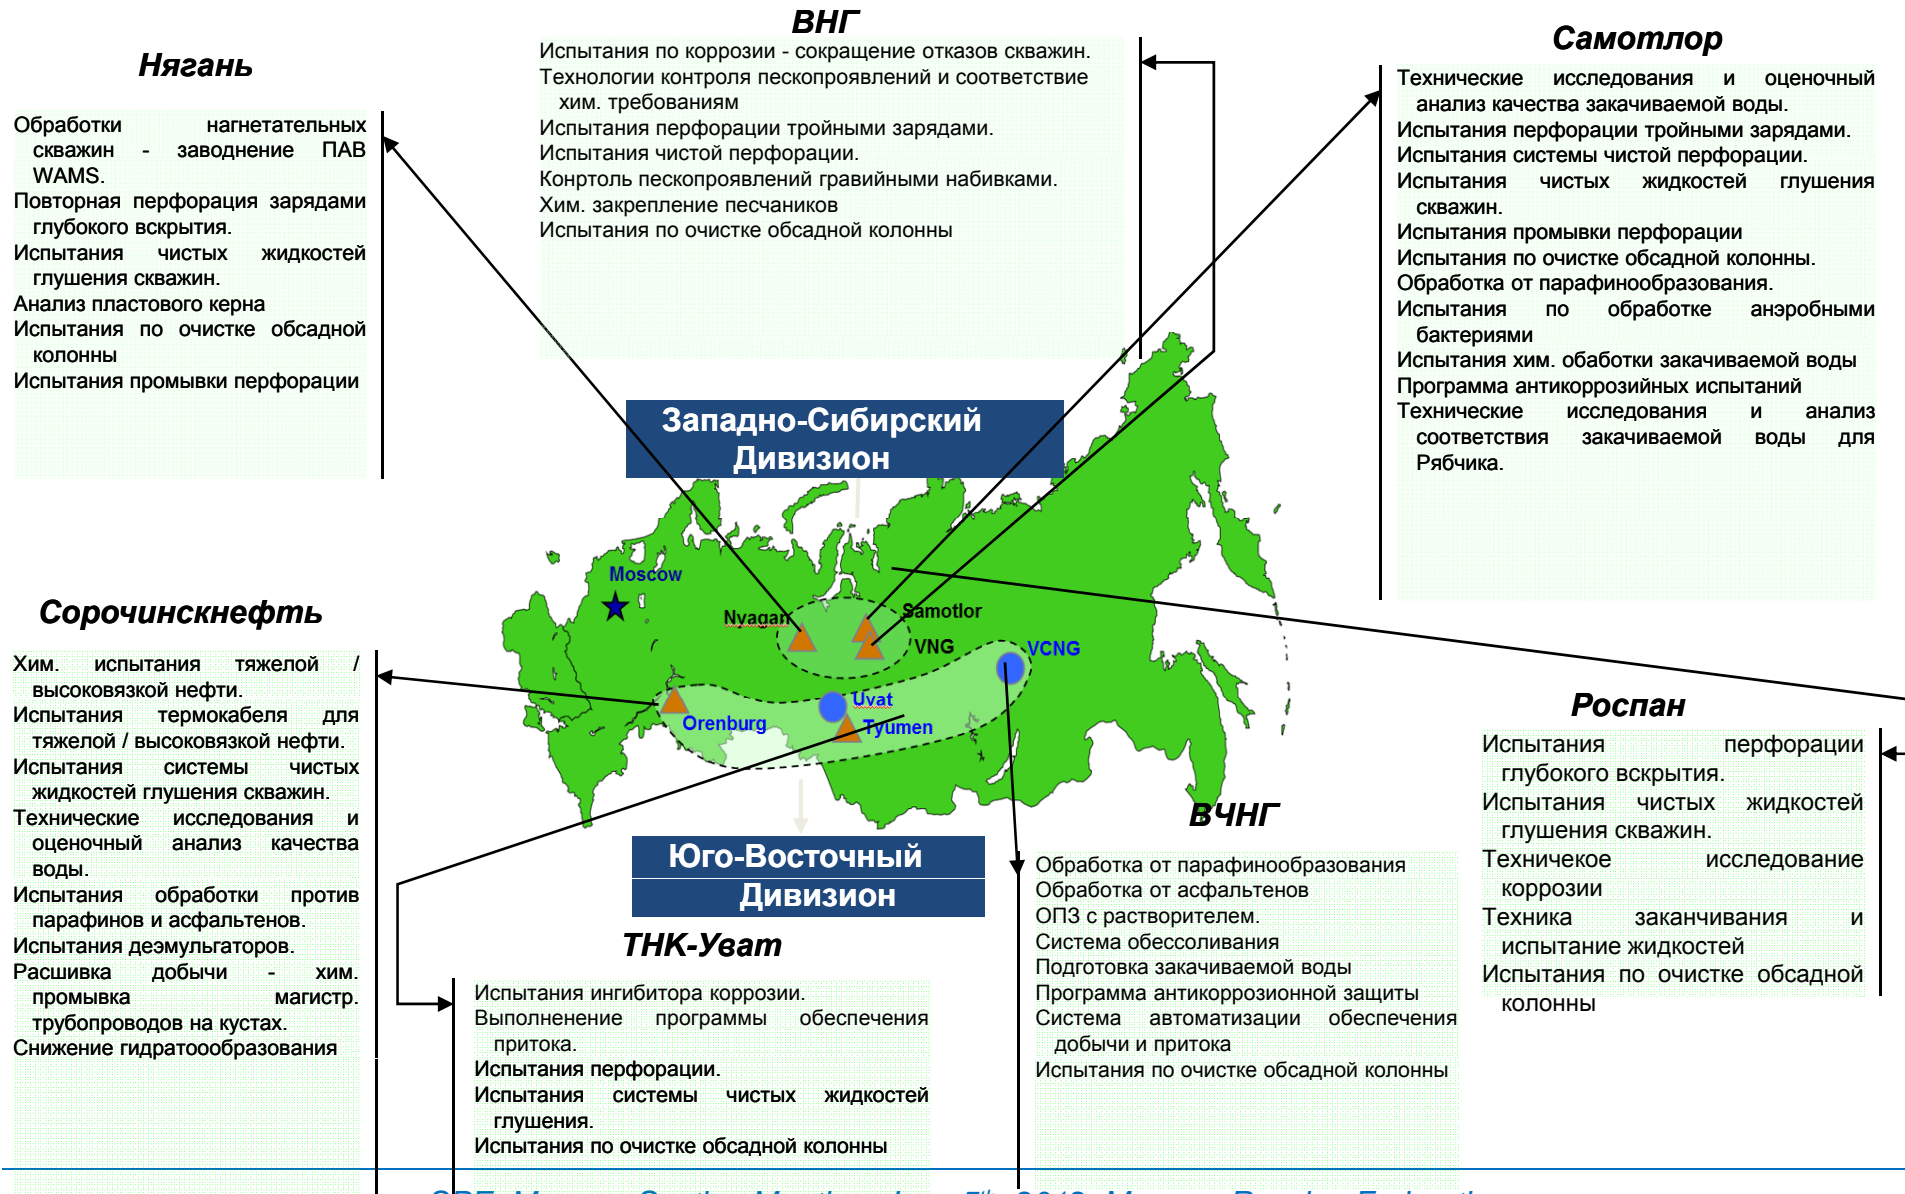 Нягань
Обработки нагнетательных
скважин - заводнение ПАВ
WAMS.
Повторная перфорация зарядами
глубокого вскрытия.
Испытания чистых жидкостей
глушения скважин.
Анализ пластового керна
Испытания по очистке обсадной
колонны
Испытания промывки перфорации
ВНГ
Испытания по коррозии - сокращение отказов скважин.
Технологии контроля пескопроявлений и соответствие
хим. требованиям
Испытания перфорации тройными зарядами.
Испытания чистой перфорации.
Конртоль пескопроявлений гравийными набивками.
Хим. закрепление песчаников
Испытания по очистке обсадной колонны
Самотлор
Технические исследования и оценочный
анализ качества закачиваемой воды.
Испытания перфорации тройными зарядами.
Испытания системы чистой перфорации.
Испытания чистых жидкостей глушения
скважин.
Испытания промывки перфорации
Испытания по очистке обсадной колонны.
Обработка от парафинообразования.
Испытания по обработке анэробными
бактериями
Испытания хим. обаботки закачиваемой воды
Программа антикоррозийных испытаний
Технические исследования и анализ
соответствия закачиваемой воды для
Рябчика.
Западно-Сибирский
Дивизион
Moscow
Nyagan
Samotlor
VNG
VCNG
Uvat
Orenburg
Tyumen
Сорочинскнефть
Хим. испытания тяжелой /
высоковязкой нефти.
Испытания термокабеля для
тяжелой / высоковязкой нефти.
Испытания системы чистых
жидкостей глушения скважин.
Технические исследования и
оценочный анализ качества
воды.
Испытания обработки против
парафинов и асфальтенов.
Испытания деэмульгаторов.
Расшивка добычи - хим.
промывка магистр.
трубопроводов на кустах.
Снижение гидратоообразования
Юго-Восточный
Дивизион
ТНК-Уват
Испытания ингибитора коррозии.
Выполненение программы обеспечения
притока.
Испытания перфорации.
Испытания системы чистых жидкостей
глушения.
Испытания по очистке обсадной колонны
ВЧНГ
Обработка от парафинообразования
Обработка от асфальтенов
ОПЗ с растворителем.
Система обессоливания
Подготовка закачиваемой воды
Программа антикоррозионной защиты
Система автоматизации обеспечения
добычи и притока
Испытания по очистке обсадной колонны
Роспан
Испытания перфорации
глубокого вскрытия.
Испытания чистых жидкостей
глушения скважин.
Техничекое исследование
коррозии
Техника заканчивания и
испытание жидкостей
Испытания по очистке обсадной
колонны